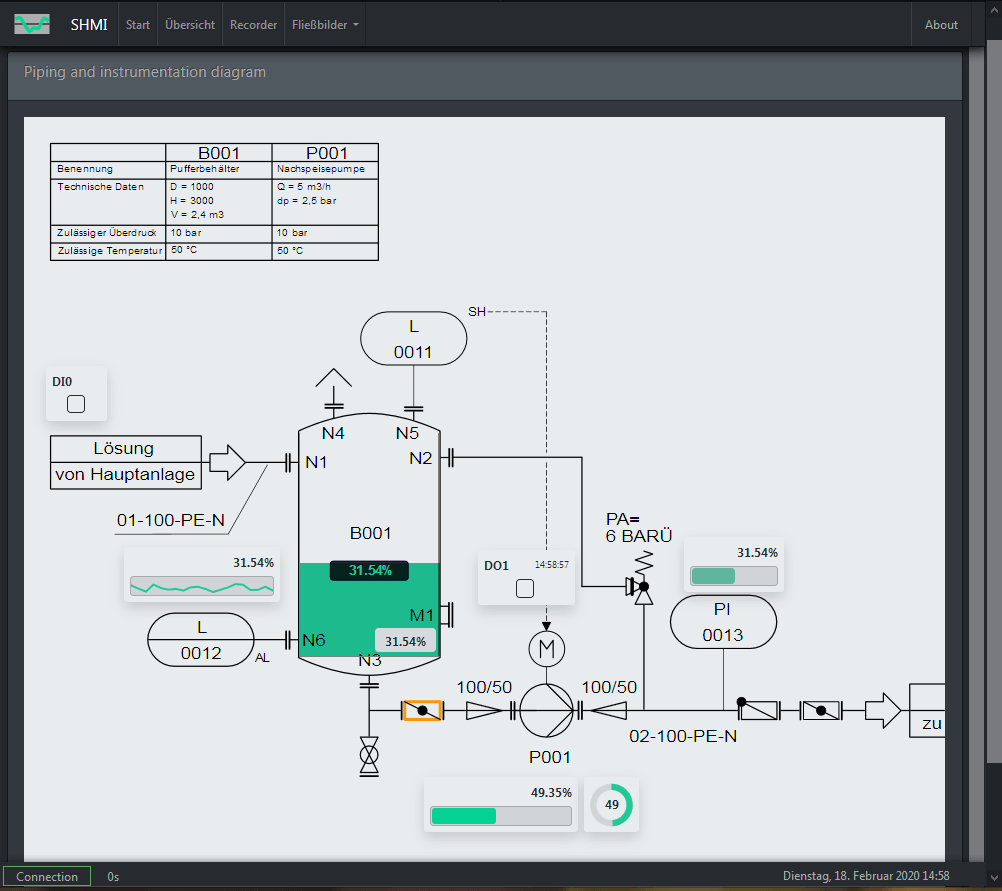 SHMI Start Übersicht Recorder Fließbilder About
Piping and instrumentation diagram
B001 P001
Benennung Pufferbehälter Nachspeisepumpe
Technische Daten D = 1000 Q = 5 m3/h
H = 3000 dp = 2,5 bar
V = 2,4 m3
Zulässiger Überdruck 10 bar 10 bar
Zulässige Temperatur 50 °C 50 °C
SH
L
0011
DI0
N4 N5
Lösung
von Hauptanlage
N1
N2
01-100-PE-N
PA=
6 BARÜ
B001
31.54%
31.54%
31.54%
DO1 14:58:57
PI
0013
M1
L
0012
AL
N6
31.54%
N3
M
100/50
100/50
zu
02-100-PE-N
P001
49.35%
49
Connection 0s Dienstag, 18. Februar 2020 14:58